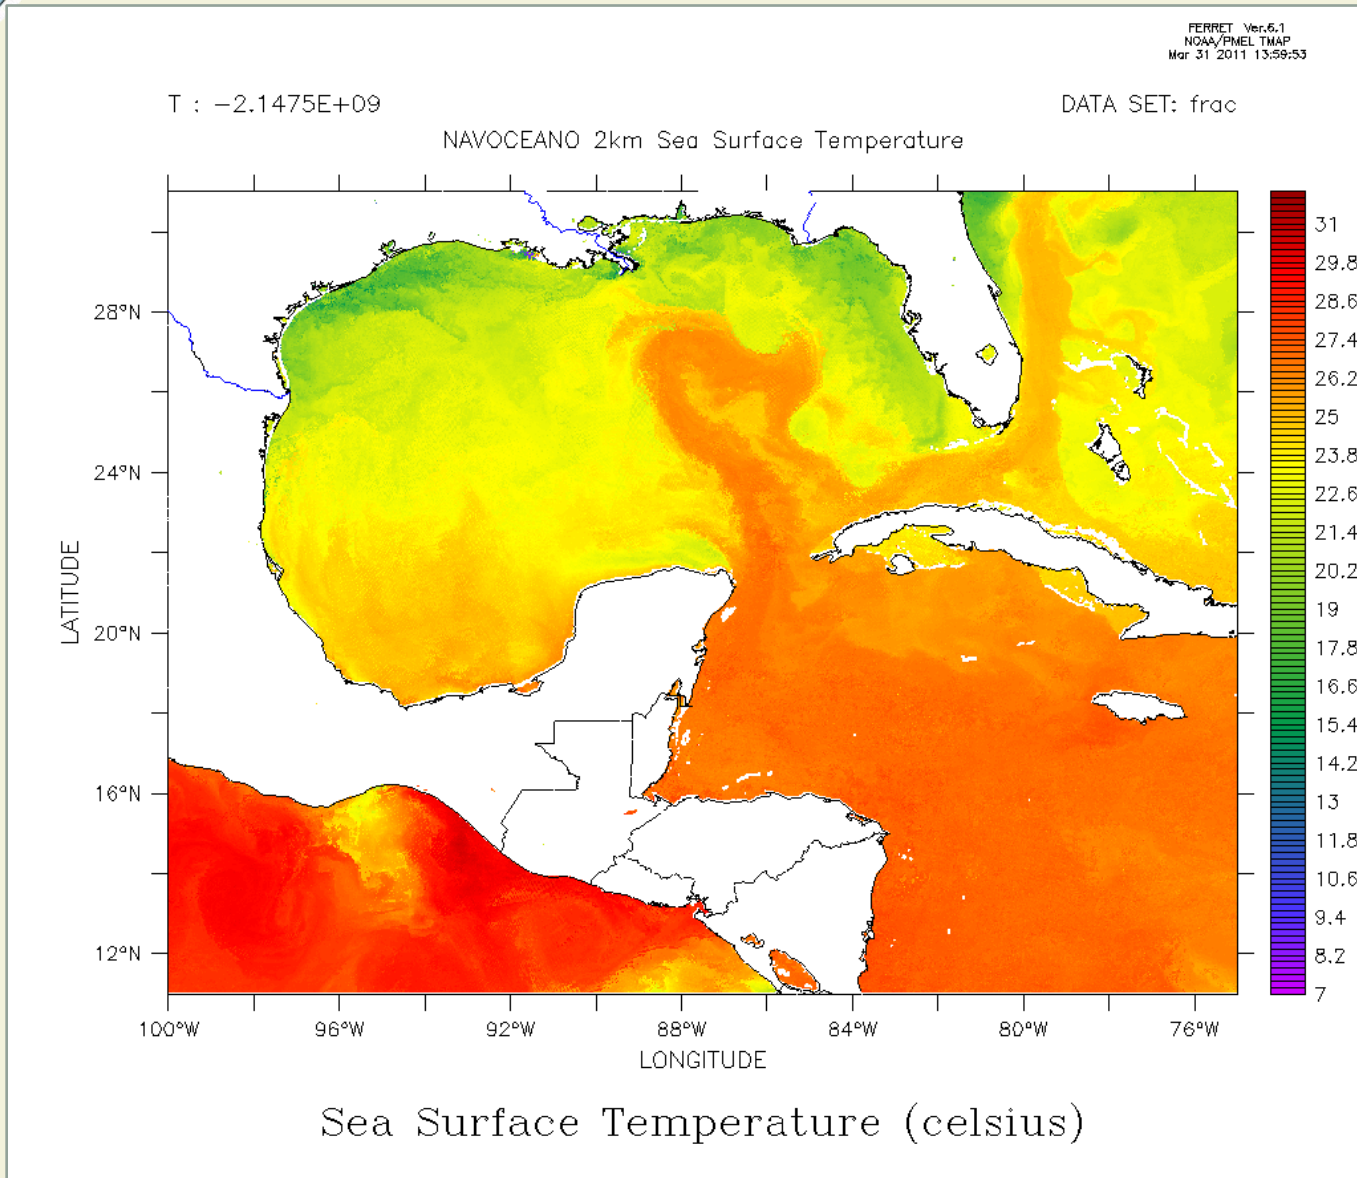 FERRET Ver.6.1
NOAA/PMEL TMAP
Mar 31 2011 13:59:53
T : -2.1475E+09
DATA SET: frac
NAVOCEANO 2km Sea Surface Temperature
31
29.8
28.6
27.4
26.2
25
23.8
22.6
21.4
20.2
19
17.8
16.6
15.4
14.2
13
11.8
10.6
9.4
8.2
7
28°N
24°N
20°N
16°N
12°N
LATITUDE
100°W 96°W 92°W 88°W 84°W 80°W 76°W
LONGITUDE
Sea Surface Temperature (celsius)